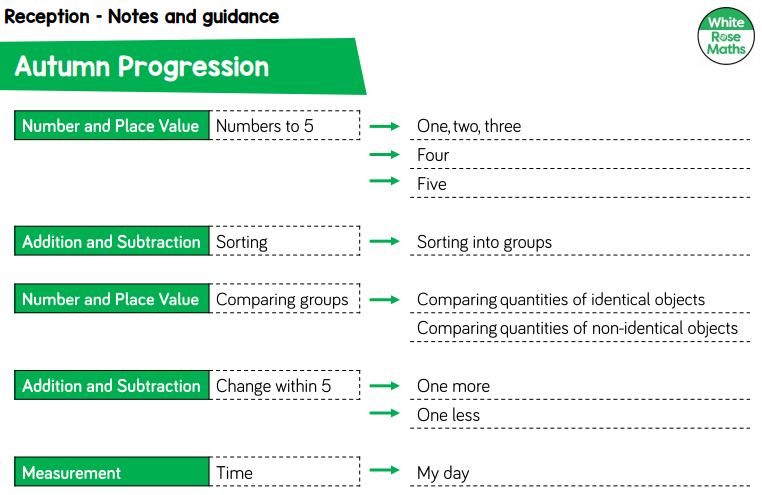 Reception - Notes and guidance
White
Rose
Maths
Autumn Progression
Number and Place Value Numbers to 5 One, two, three
Four
Five
Addition and Subtraction Sorting Sorting into groups
Number and Place Value Comparing groups Comparing quantities of identical objects
Comparing quantities of non-identical objects
Addition and Subtraction Change within 5 One more
One less
Measurement Time My day